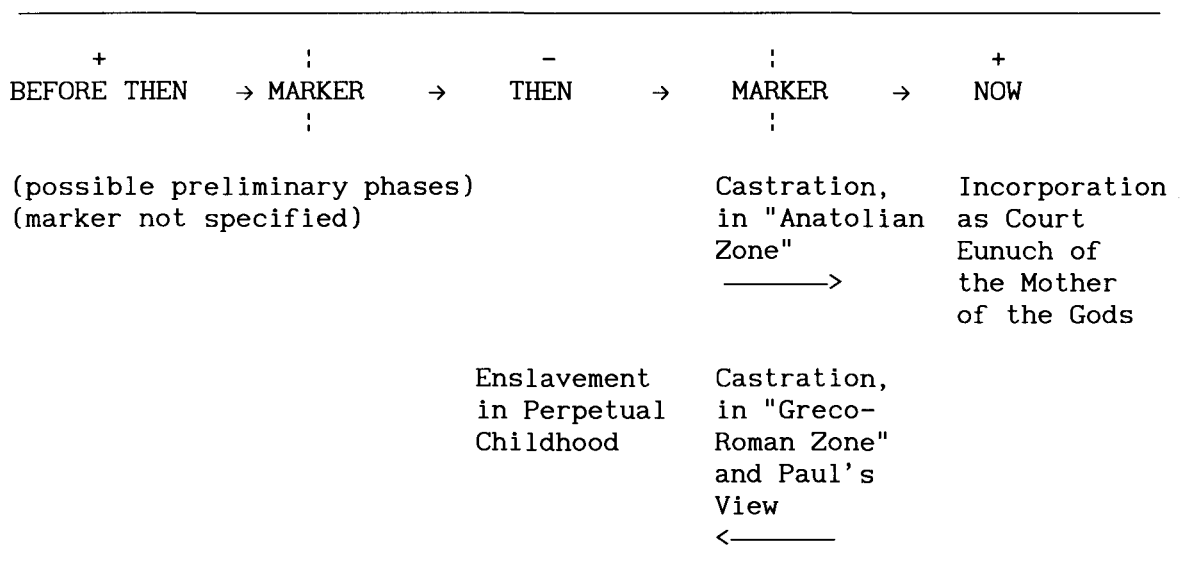 + ¦ − ¦ +
BEFORE THEN → MARKER → THEN → MARKER → NOW
¦ ¦
(possible preliminary phases) Castration, Incorporation
(marker not specified) in "Anatolian as Court
Zone" Eunuch of
———> the Mother
of the Gods
Enslavement Castration,
in Perpetual in "Greco-
Childhood Roman Zone"
and Paul's
View
<———